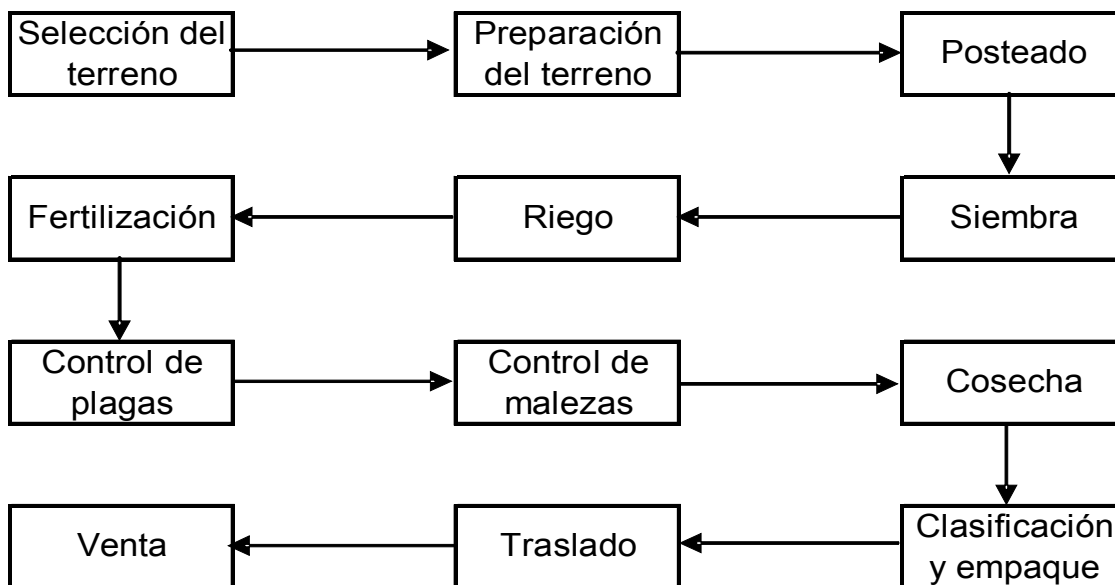 Selección del
terreno
Preparación
del terreno
Posteado
Siembra
Riego
Fertilización
Control de
plagas
Control de
malezas
Cosecha
Clasificación
y empaque
Traslado
Venta